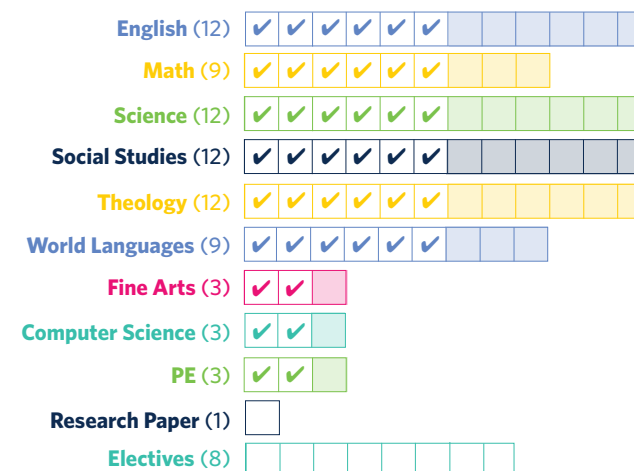 English (12)
Math (9)
Science (12)
Social Studies (12)
Theology (12)
World Languages (9)
Fine Arts (3)
Computer Science (3)
PE (3)
Research Paper (1)
Electives (8)